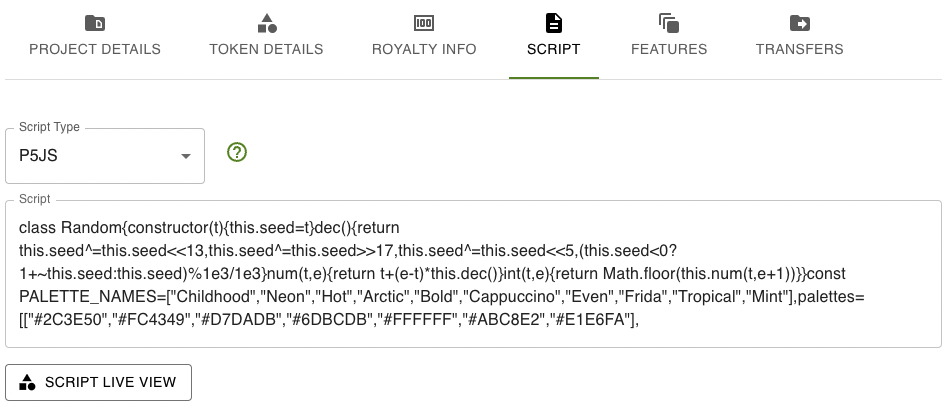 PROJECT DETAILS
TOKEN DETAILS
100
ROYALTY INFO
SCRIPT
FEATURES
TRANSFERS
Script Type
P5JS
?
Script
class Random{constructor(t){this.seed=t}dec(){return
this.seed^=this.seed<<13,this.seed^=this.seed>>17,this.seed^=this.seed<<5,(this.seed<0?
1+~this.seed:this.seed)%1e3/1e3}num(t,e){return t+(e-t)*this.dec()}int(t,e){return Math.floor(this.num(t,e+1))}}const
PALETTE_NAMES=["Childhood","Neon","Hot","Arctic","Bold","Cappuccino","Even","Frida","Tropical","Mint"],palettes=
[["#2C3E50","#FC4349","#D7DADB","#6DBCDB","#FFFFFF","#ABC8E2","#E1E6FA"],
SCRIPT LIVE VIEW